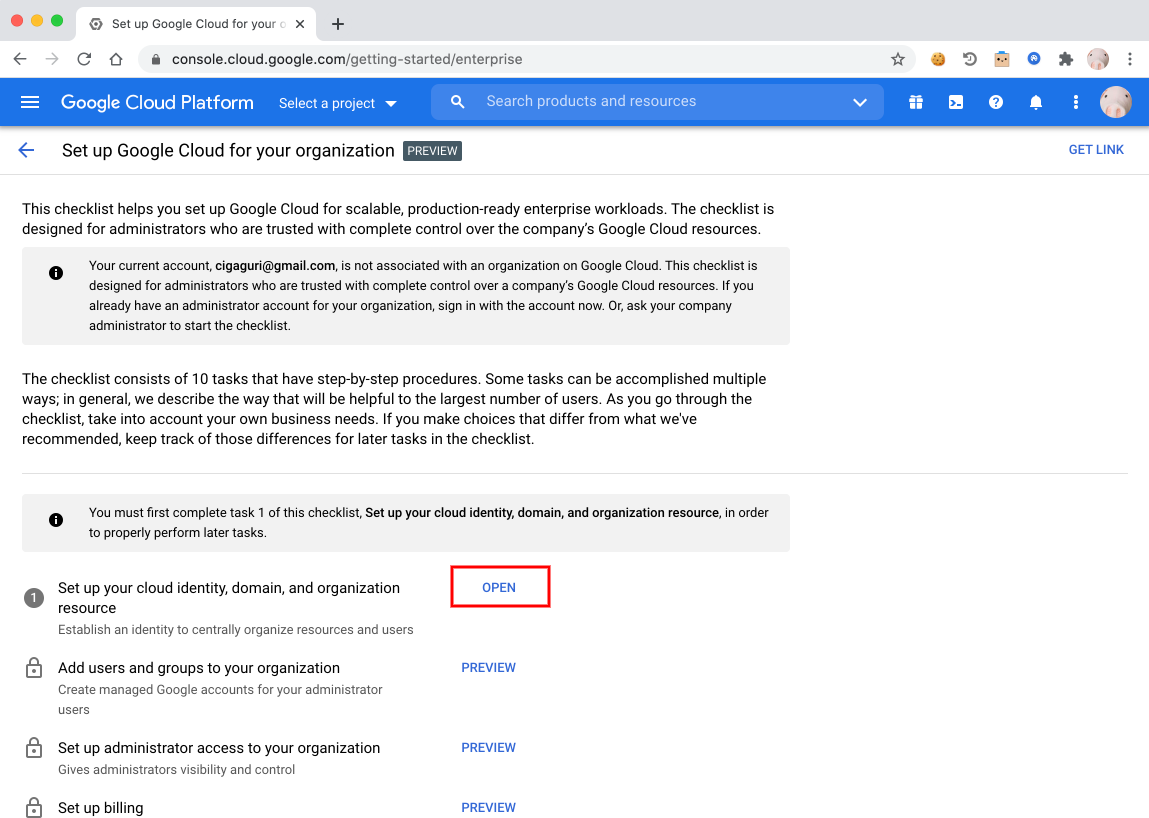 Set up Google Cloud for your o
console.cloud.google.com/getting-started/enterprise
Google Cloud Platform
Select a project
Search products and resources
Set up Google Cloud for your organization
PREVIEW
GET LINK
This checklist helps you set up Google Cloud for scalable, production-ready enterprise workloads. The checklist is
designed for administrators who are trusted with complete control over the company’s Google Cloud resources.
Your current account, cigaguri@gmail.com, is not associated with an organization on Google Cloud. This checklist is
designed for administrators who are trusted with complete control over a company’s Google Cloud resources. If you
already have an administrator account for your organization, sign in with the account now. Or, ask your company
administrator to start the checklist.
The checklist consists of 10 tasks that have step-by-step procedures. Some tasks can be accomplished multiple
ways; in general, we describe the way that will be helpful to the largest number of users. As you go through the
checklist, take into account your own business needs. If you make choices that differ from what we've
recommended, keep track of those differences for later tasks in the checklist.
You must first complete task 1 of this checklist, Set up your cloud identity, domain, and organization resource, in order
to properly perform later tasks.
1
Set up your cloud identity, domain, and organization
resource
OPEN
Establish an identity to centrally organize resources and users
Add users and groups to your organization
PREVIEW
Create managed Google accounts for your administrator
users
Set up administrator access to your organization
PREVIEW
Gives administrators visibility and control
Set up billing
PREVIEW